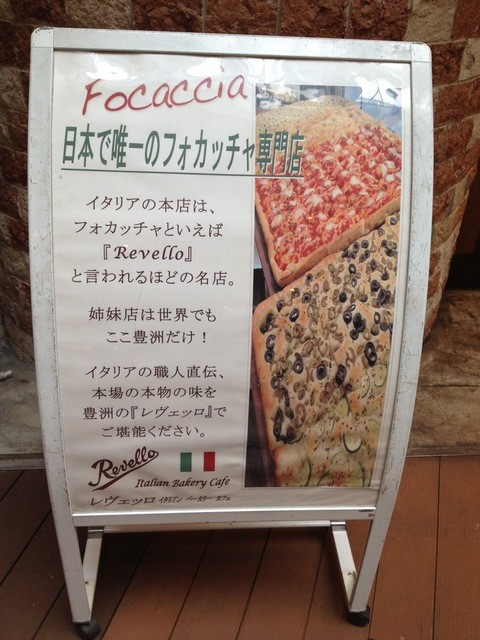 Focaccia
日本で唯一のフォカッチャ専門店
イタリアの本店は、
フォカッチャといえば
『Revello』
と言われるほどの名店。
姉妹店は世界でも
ここ豊洲だけ！
イタリアの職人直伝、
本場の本物の味を
豊洲の『レヴェッロ』で
ご堪能ください。
Revello
Italian Bakery Cafe
レヴェッロ イタリアン ベーカリー カフェ